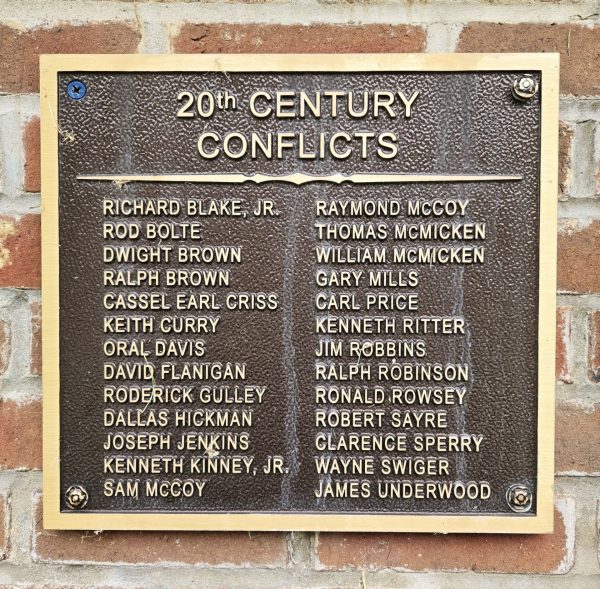 20th CENTURY
CONFLICTS
RICHARD BLAKE, JR.
ROD BOLTE
DWIGHT BROWN
RALPH BROWN
CASSEL EARL CRISS
KEITH CURRY
ORAL DAVIS
DAVID FLANIGAN
RODERICK GULLEY
DALLAS HICKMAN
JOSEPH JENKINS
KENNETH KINNEY, JR.
SAM McCOY
RAYMOND McCOY
THOMAS McMICKEN
WILLIAM McMICKEN
GARY MILLS
CARL PRICE
KENNETH RITTER
JIM ROBBINS
RALPH ROBINSON
RONALD ROWSEY
ROBERT SAYRE
CLARENCE SPERRY
WAYNE SWIGER
JAMES UNDERWOOD